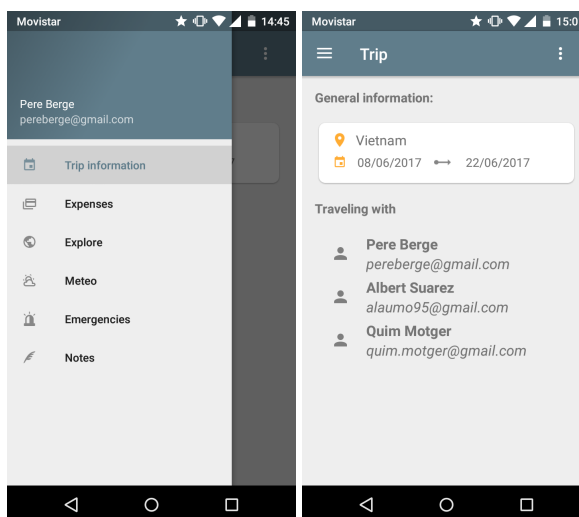 Movistar 14:45
Pere Berge
pereberge@gmail.com
Trip information
Expenses
Explore
Meteo
Emergencies
Notes
Movistar 15:0
Trip
General information:
Vietnam
08/06/2017 22/06/2017
Traveling with
Pere Berge
pereberge@gmail.com
Albert Suarez
alaumo95@gmail.com
Quim Motger
quim.motger@gmail.com